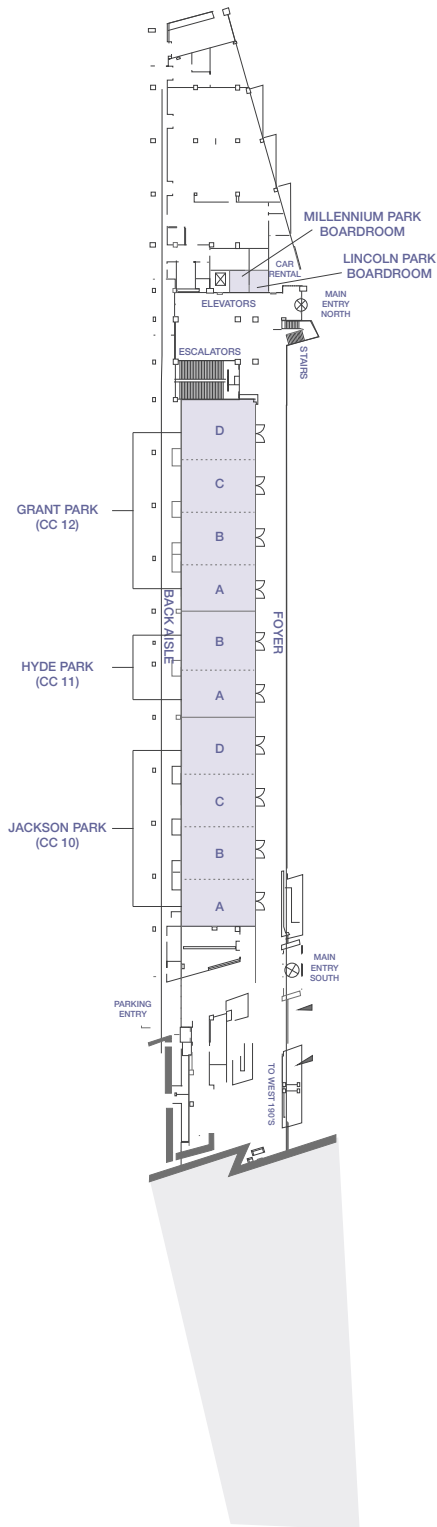 MILLENNIUM PARK
BOARDROOM
CAR
RENTAL
LINCOLN PARK
BOARDROOM
ELEVATORS
MAIN
ENTRY
NORTH
STAIRS
ESCALATORS
D
C
GRANT PARK
(CC 12)
B
A
BACK AISLE
FOYER
B
HYDE PARK
(CC 11)
A
D
C
JACKSON PARK
(CC 10)
B
A
MAIN
ENTRY
SOUTH
PARKING
ENTRY
TO WEST 190'S